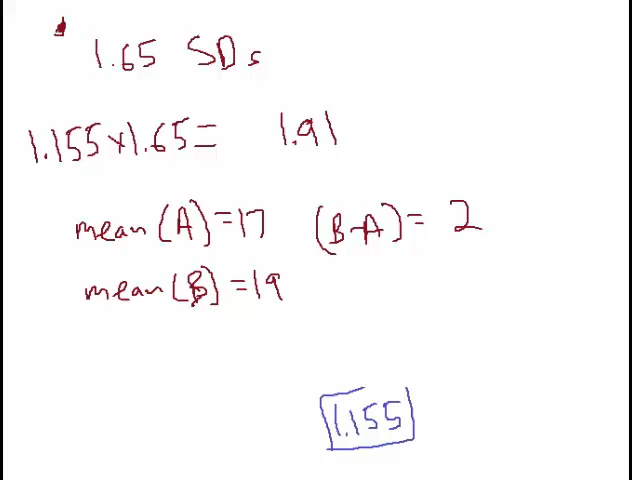 1.65 SDs
1.155×1.65= 1.91
mean(A)=17 (B-A)= 2
mean(B)=19
1.155